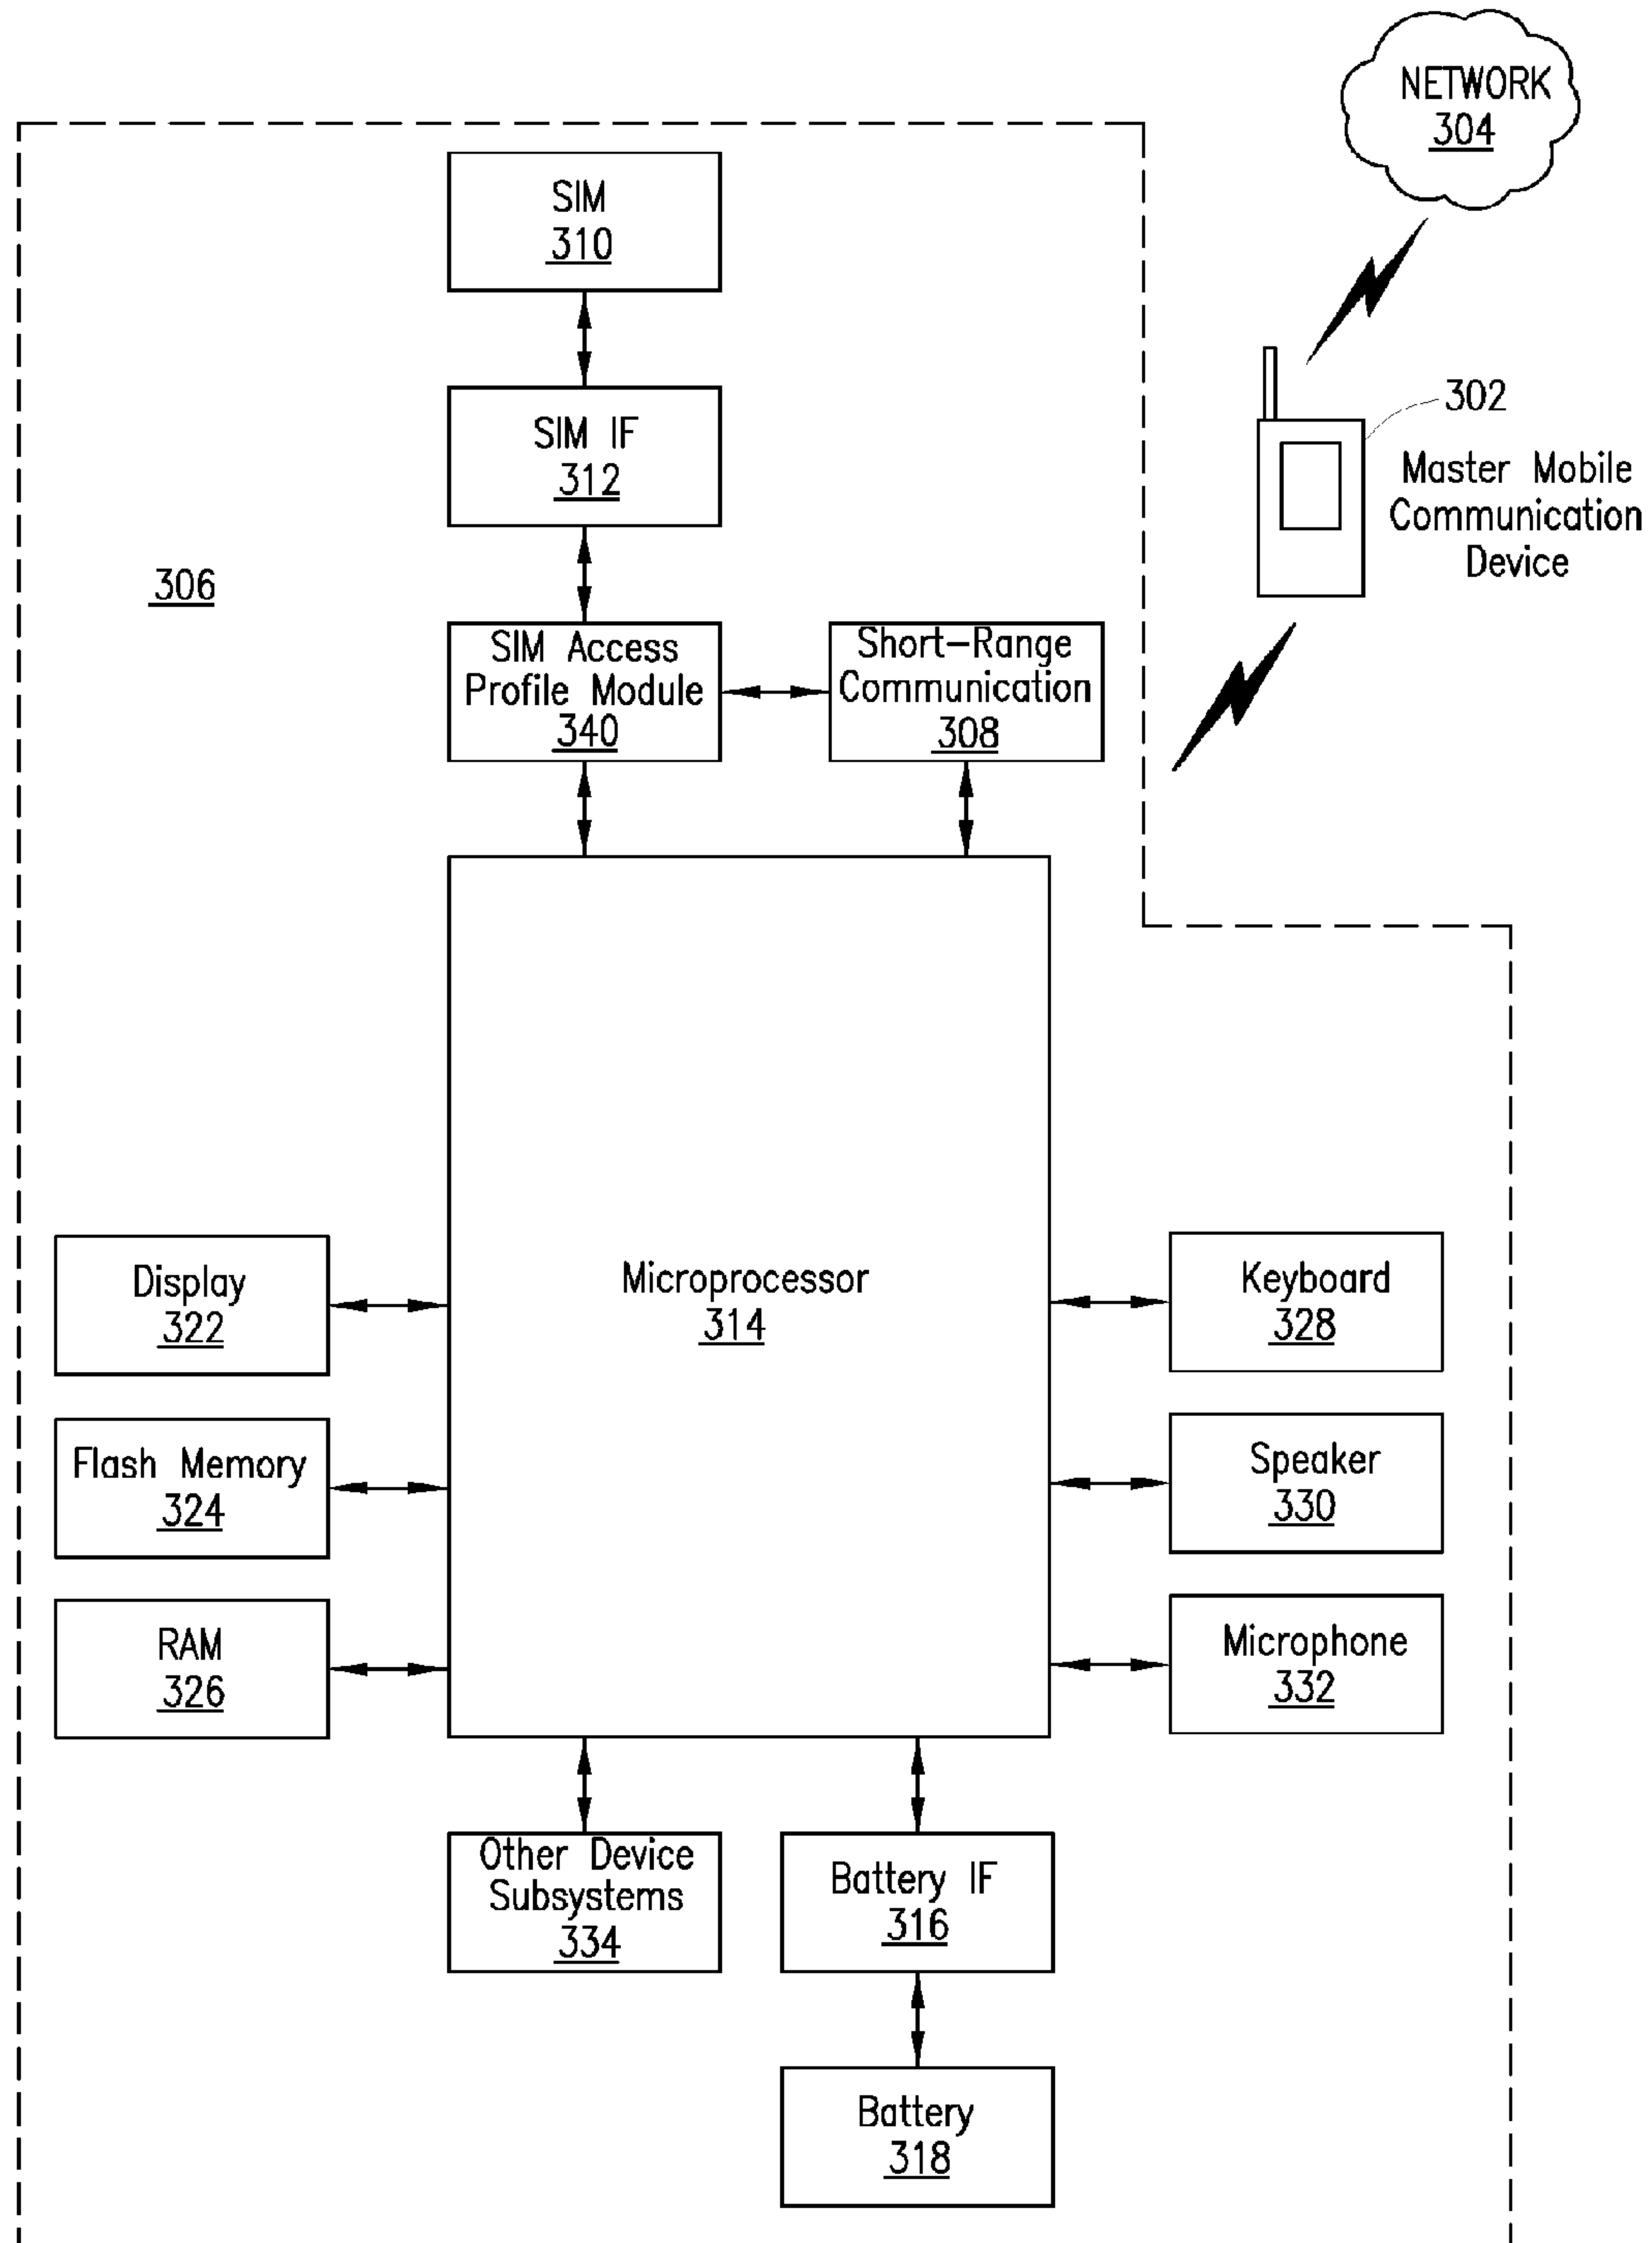 NETWORK
304
SIM
310
302
SIM IF
312
Master Mobile
Communication
Device
306
SIM Access
Profile Module
340
Short-Range
Communication
308
Microprocessor
314
Display
322
Keyboard
328
Flash Memory
324
Speaker
330
RAM
326
Microphone
332
Other Device
Subsystems
334
Battery IF
316
Battery
318